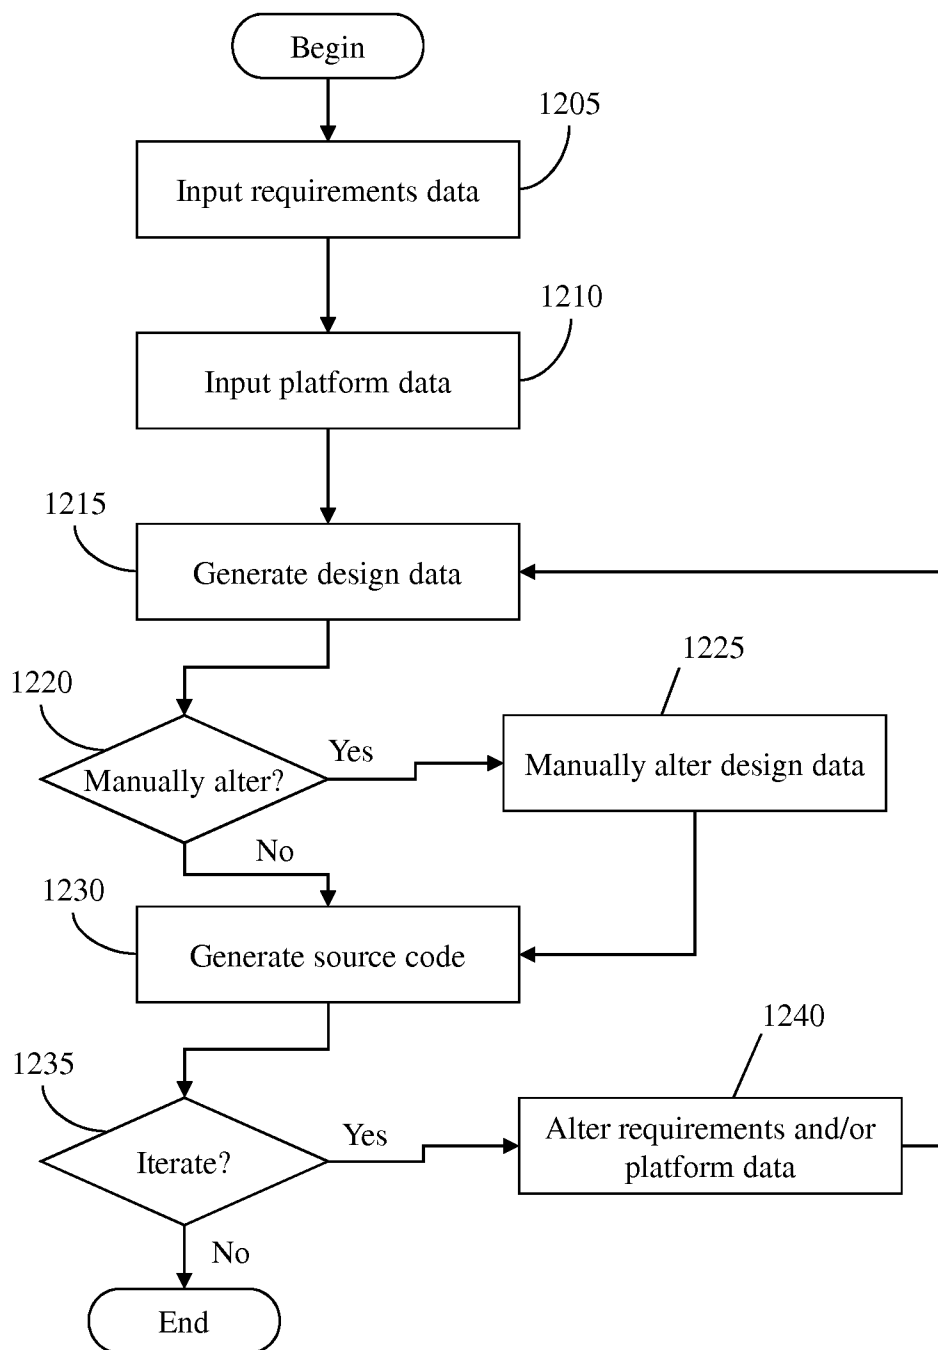 Begin
1205
Input requirements data
1210
Input platform data
1215
Generate design data
1220
Manually alter?
Yes
1225
Manually alter design data
No
1230
Generate source code
1235
Iterate?
Yes
1240
Alter requirements and/or
platform data
No
End